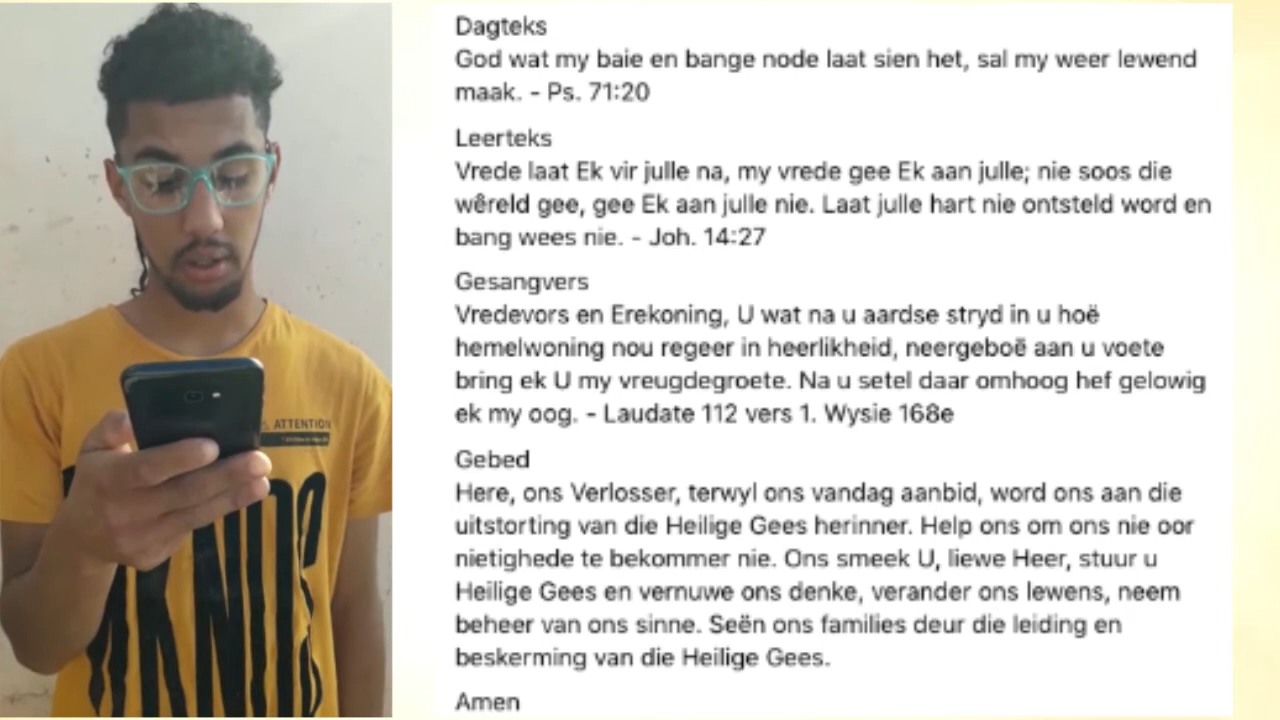 Dagteks
God wat my baie en bange node laat sien het, sal my weer lewend
maak. - Ps. 71:20
Leerteks
Vrede laat Ek vir julle na, my vrede gee Ek aan julle; nie soos die
wêreld gee, gee Ek aan julle nie. Laat julle hart nie ontsteld word en
bang wees nie. - Joh. 14:27
Gesangvers
Vredevors en Erekoning, U wat na u aardse stryd in u hoë
hemelwoning nou regeer in heerlikheid, neergeboë aan u voete
bring ek U my vreugdegroete. Na u setel daar omhoog hef gelowig
ek my oog. - Laudate 112 vers 1. Wysie 168e
Gebed
Here, ons Verlosser, terwyl ons vandag aanbid, word ons aan die
uitstorting van die Heilige Gees herinner. Help ons om ons nie oor
nietighede te bekommer nie. Ons smeek U, liewe Heer, stuur u
Heilige Gees en vernuwe ons denke, verander ons lewens, neem
beheer van ons sinne. Seën ons families deur die leiding en
beskerming van die Heilige Gees.
Amen
ATTENTION